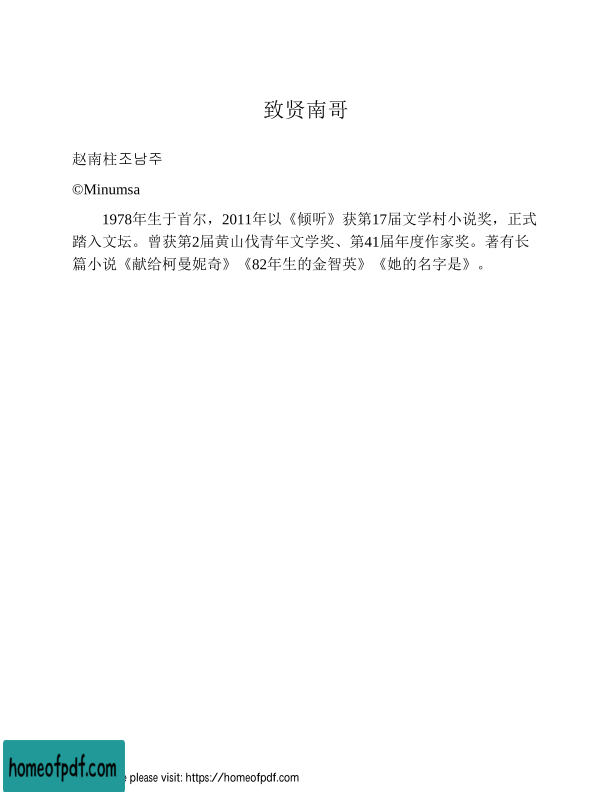 致贤南哥
赵南柱조남주
©Minumsa
1978年生于首尔，2011年以《倾听》获第17届文学村小说奖，正式
踏入文坛。曾获第2届黄山伐青年文学奖、第41届年度作家奖。著有长
篇小说《献给柯曼妮奇》《82年生的金智英》《她的名字是》。
homeofpdf.com
please visit: https://homeofpdf.com